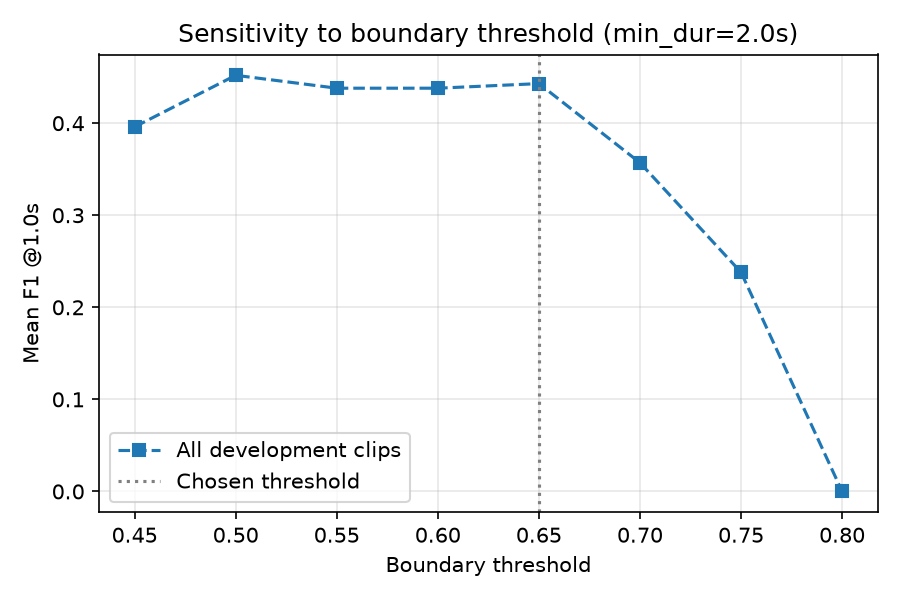 Sensitivity to boundary threshold (min_dur=2.0s)
Mean F1 @1.0s
0.4
0.3
0.2
0.1
0.0
All development clips
Chosen threshold
0.45 0.50 0.55 0.60 0.65 0.70 0.75 0.80
Boundary threshold